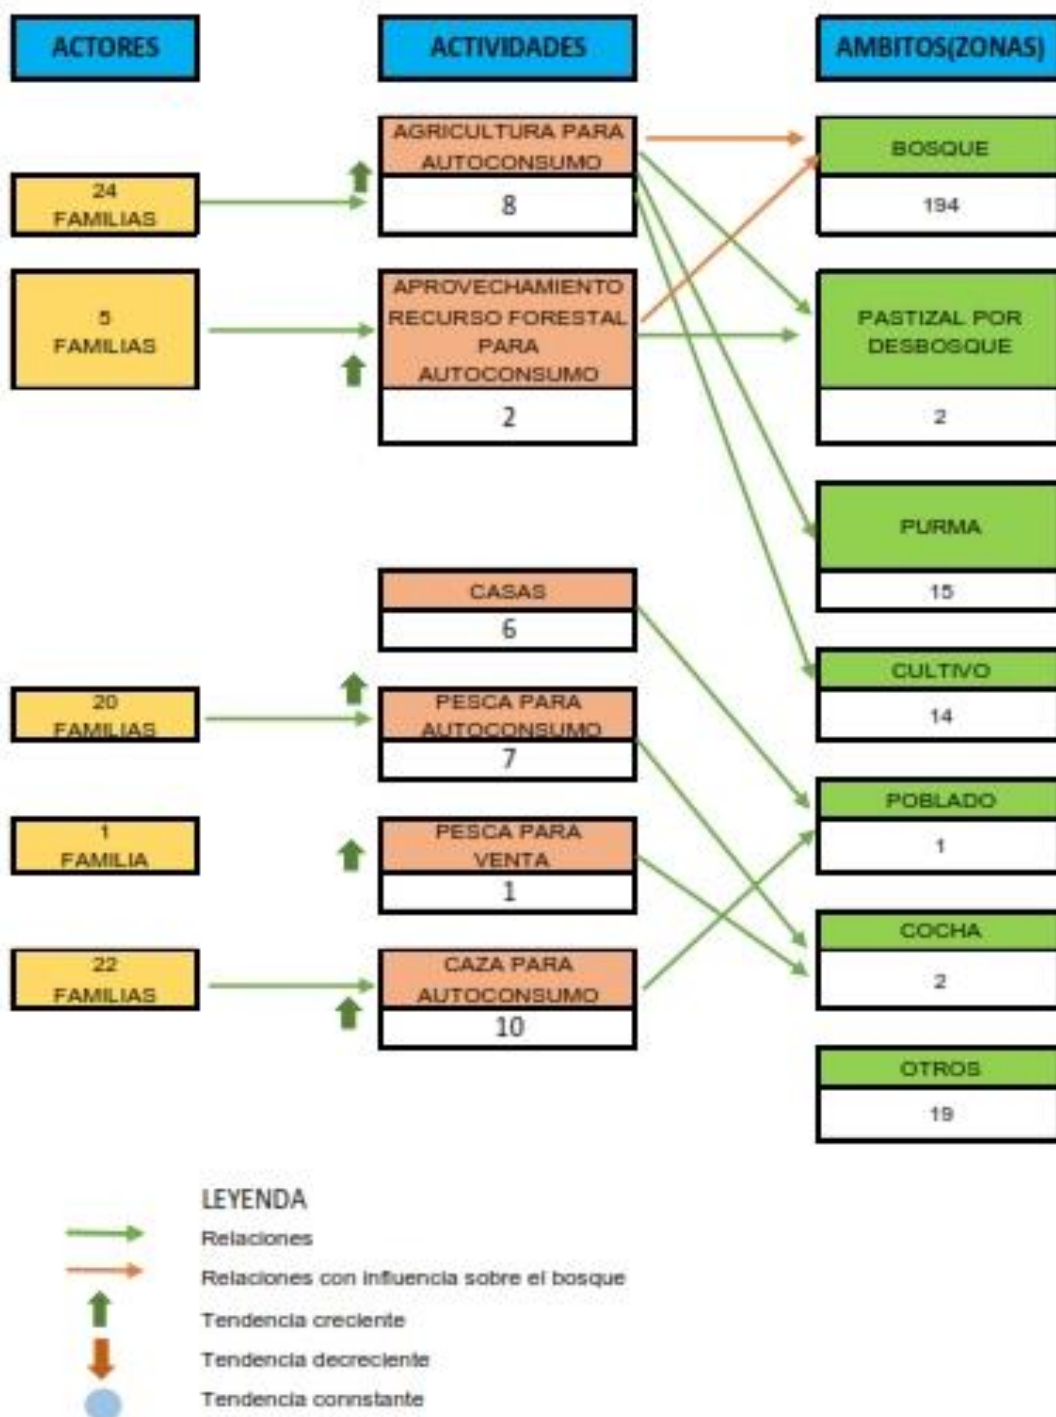 ACTORES
ACTIVIDADES
AMBITOS(ZONAS)
24
FAMILIAS
AGRICULTURA PARA
AUTOCONSUMO
8
BOSQUE
194
5
FAMILIAS
APROVECHAMIENTO
RECURSO FORESTAL
PARA
AUTOCONSUMO
2
PASTIZAL POR
DESBOSQUE
2
PURMA
15
CASAS
6
CULTIVO
14
20
FAMILIAS
PESCA PARA
AUTOCONSUMO
7
POBLADO
1
1
FAMILIA
PESCA PARA
VENTA
1
COCHA
2
22
FAMILIAS
CAZA PARA
AUTOCONSUMO
10
OTROS
19
LEYENDA
Relaciones
Relaciones con influencia sobre el bosque
Tendencia creciente
Tendencia decreciente
Tendencia connstante